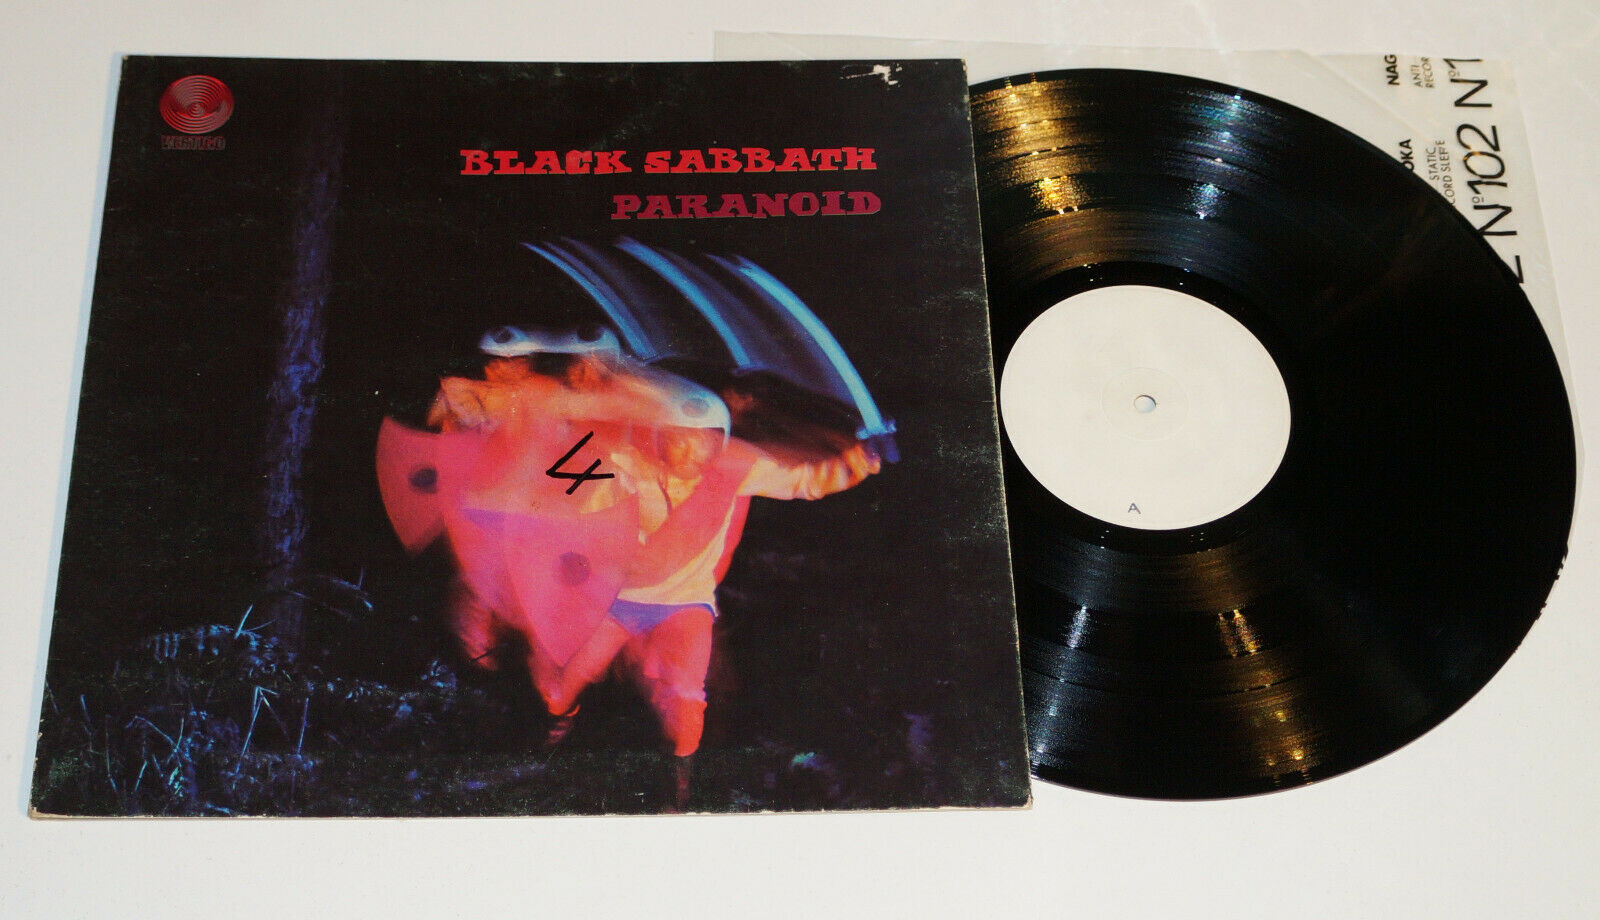 VERTIGO
BLACK SABBATH
PARANOID
4
A
NAG
OKA
ANTI
STATIC
RECOR
CORD SLEEVE
Nº102 Nº1